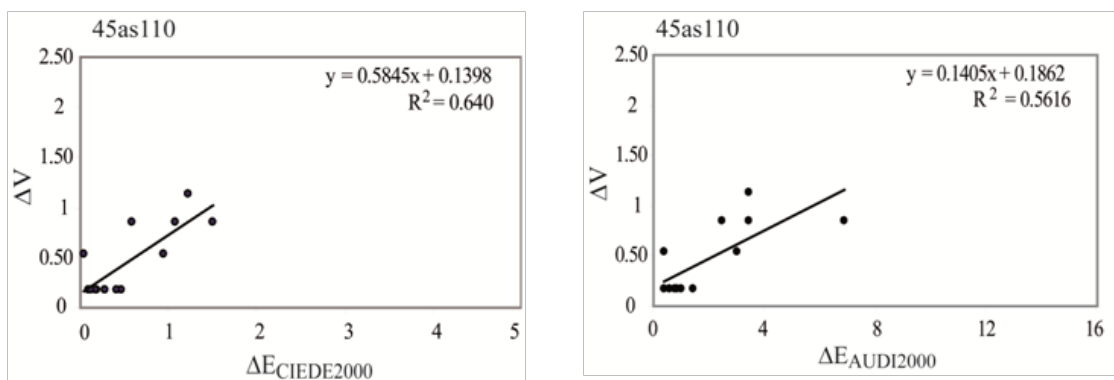 45as110
2.50
y = 0.5845x + 0.1398
R² = 0.640
2
1.50
ΔV
1
0.50
0
0 1 2 3 4 5
ΔE_CIEDE2000
45as110
2.50
y = 0.1405x + 0.1862
R² = 0.5616
2
1.50
ΔV
1
0.50
0
0 4 8 12 16
ΔE_AUDI2000